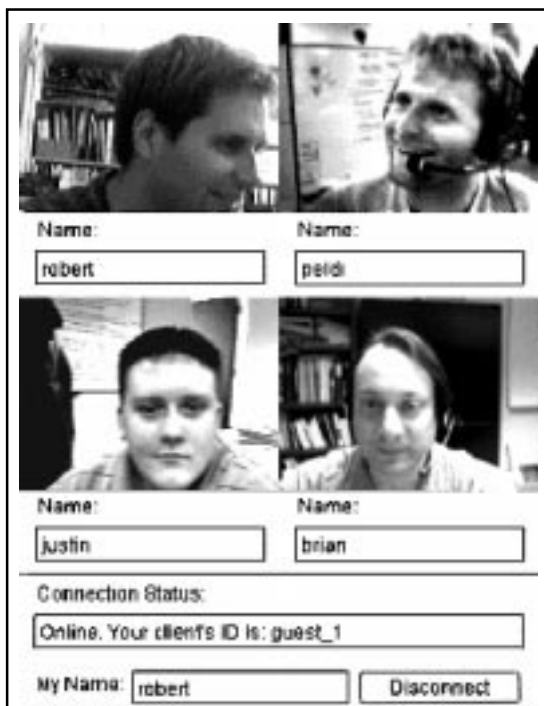 Name:
Name:
robert
peldi
Name:
Name:
justin
brian
Connection Status:
Online. Your client's ID is: guest_1
My Name: robert Disconnect